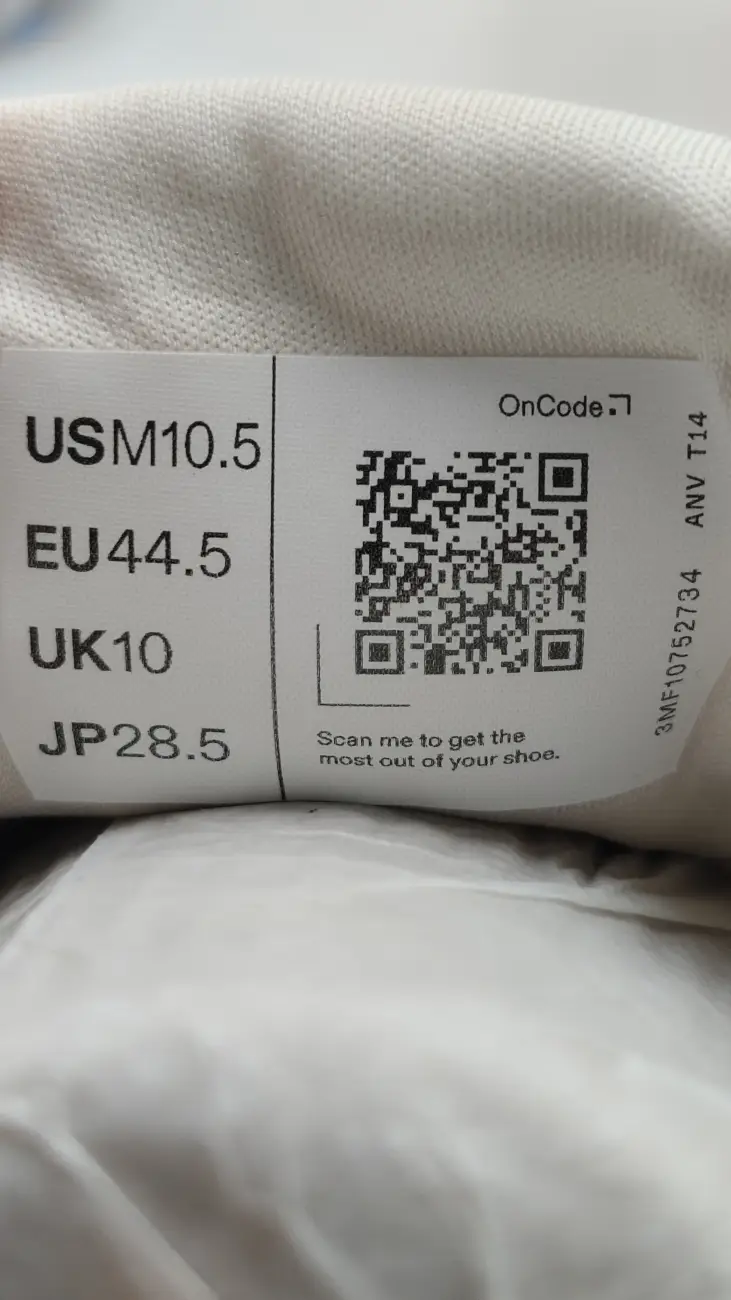 USM10.5
EU44.5
UK10
JP28.5
OnCode
Scan me to get the
most out of your shoe.
3MF10752734 ANV T14